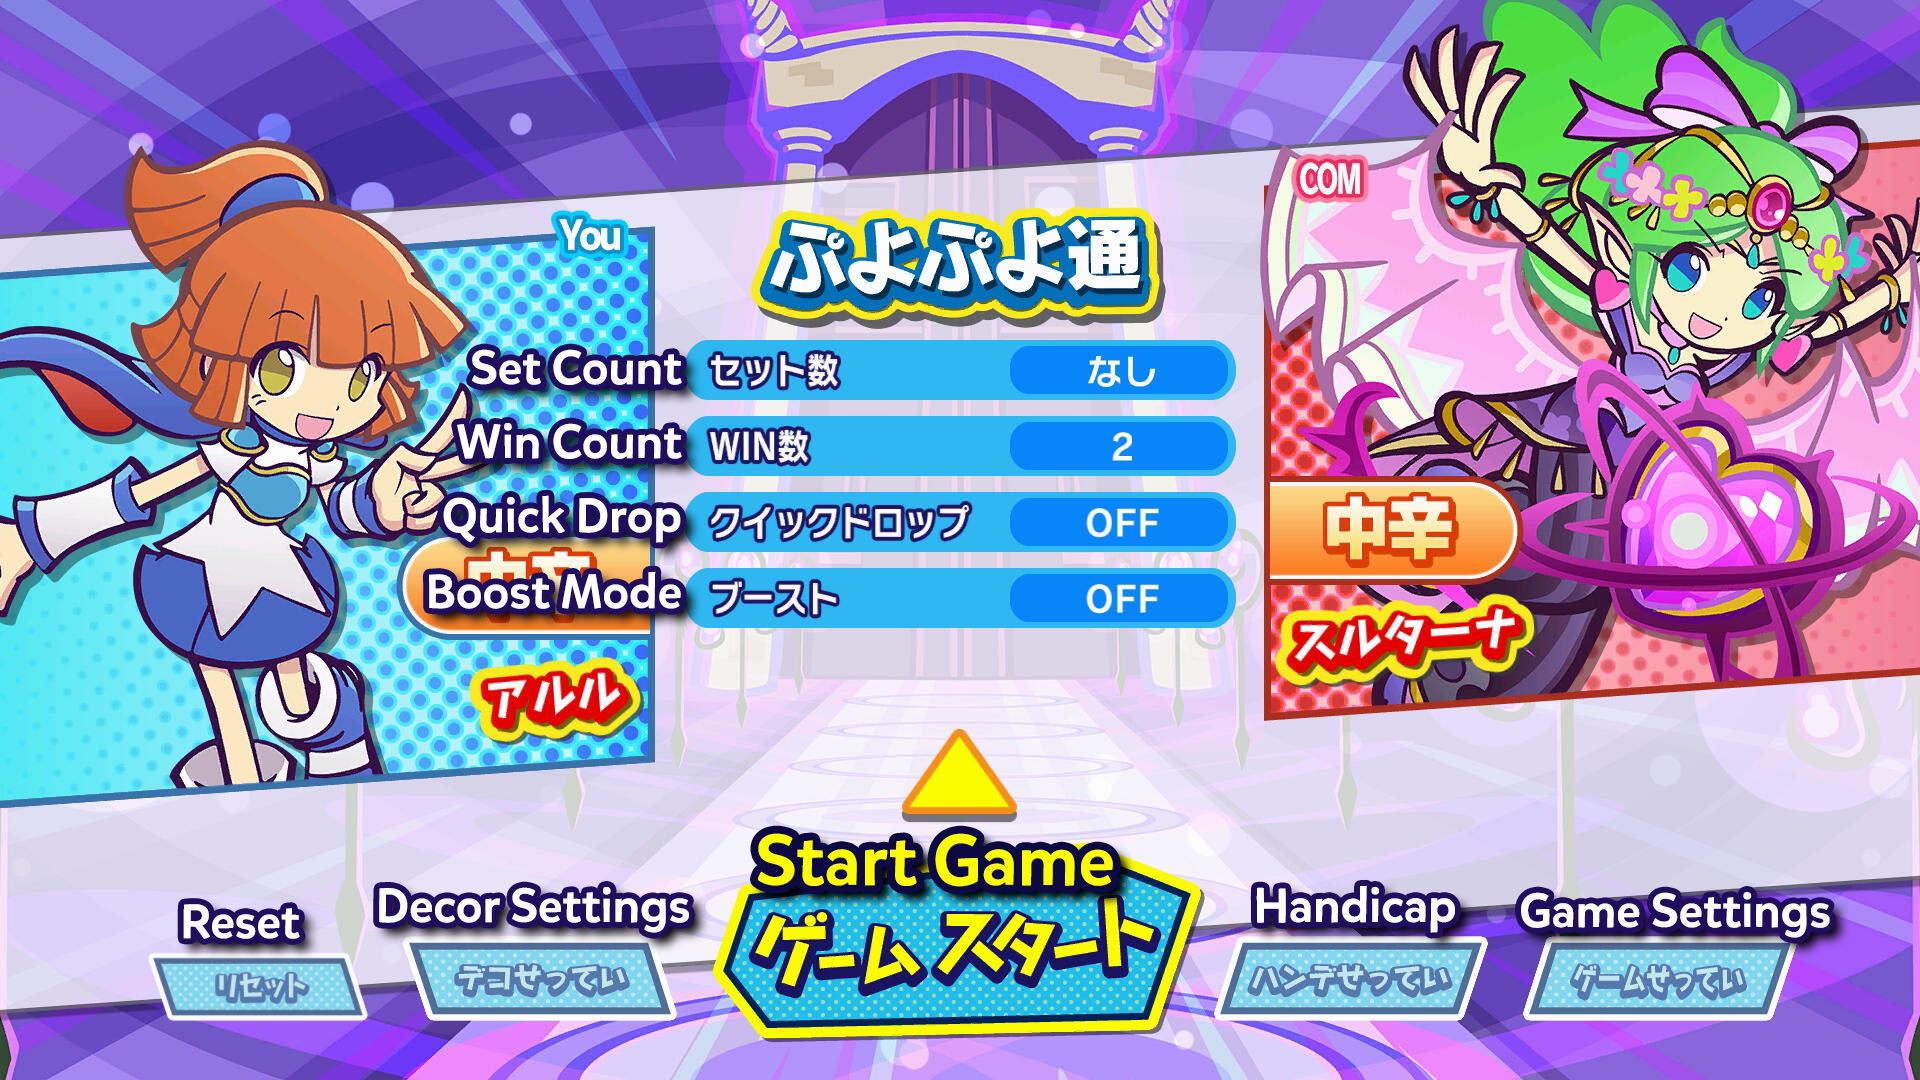 You
COM
ぷよぷよ通
Set Count セット数 なし
Win Count WIN数 2
Quick Drop クイックドロップ OFF
Boost Mode ブースト OFF
中辛
中辛
アルル
スルターナ
Start Game
ゲームスタート
Reset
リセット
Decor Settings
デコせってい
Handicap
ハンデせってい
Game Settings
ゲームせってい